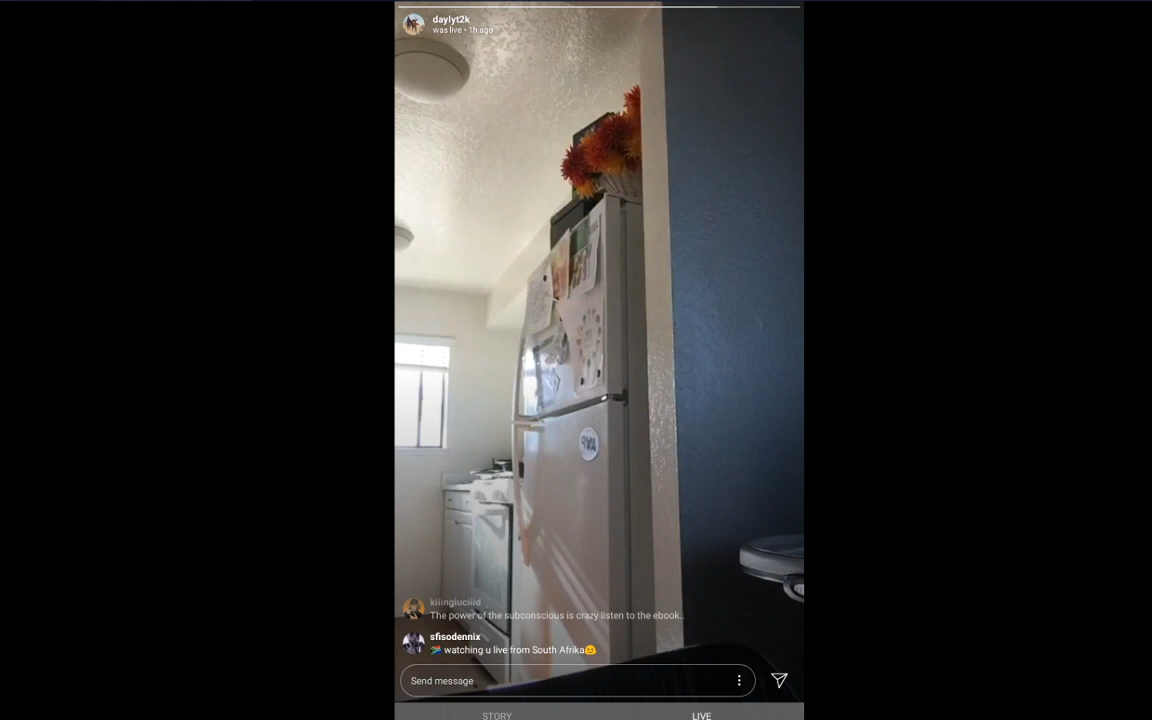 daylyt2k
was live • 1h ago
kiiingluciiid
The power of the subconscious is crazy listen to the ebook..
sfisodennix
🇿🇦 watching u live from South Afrika🙂
Send message
STORY
LIVE